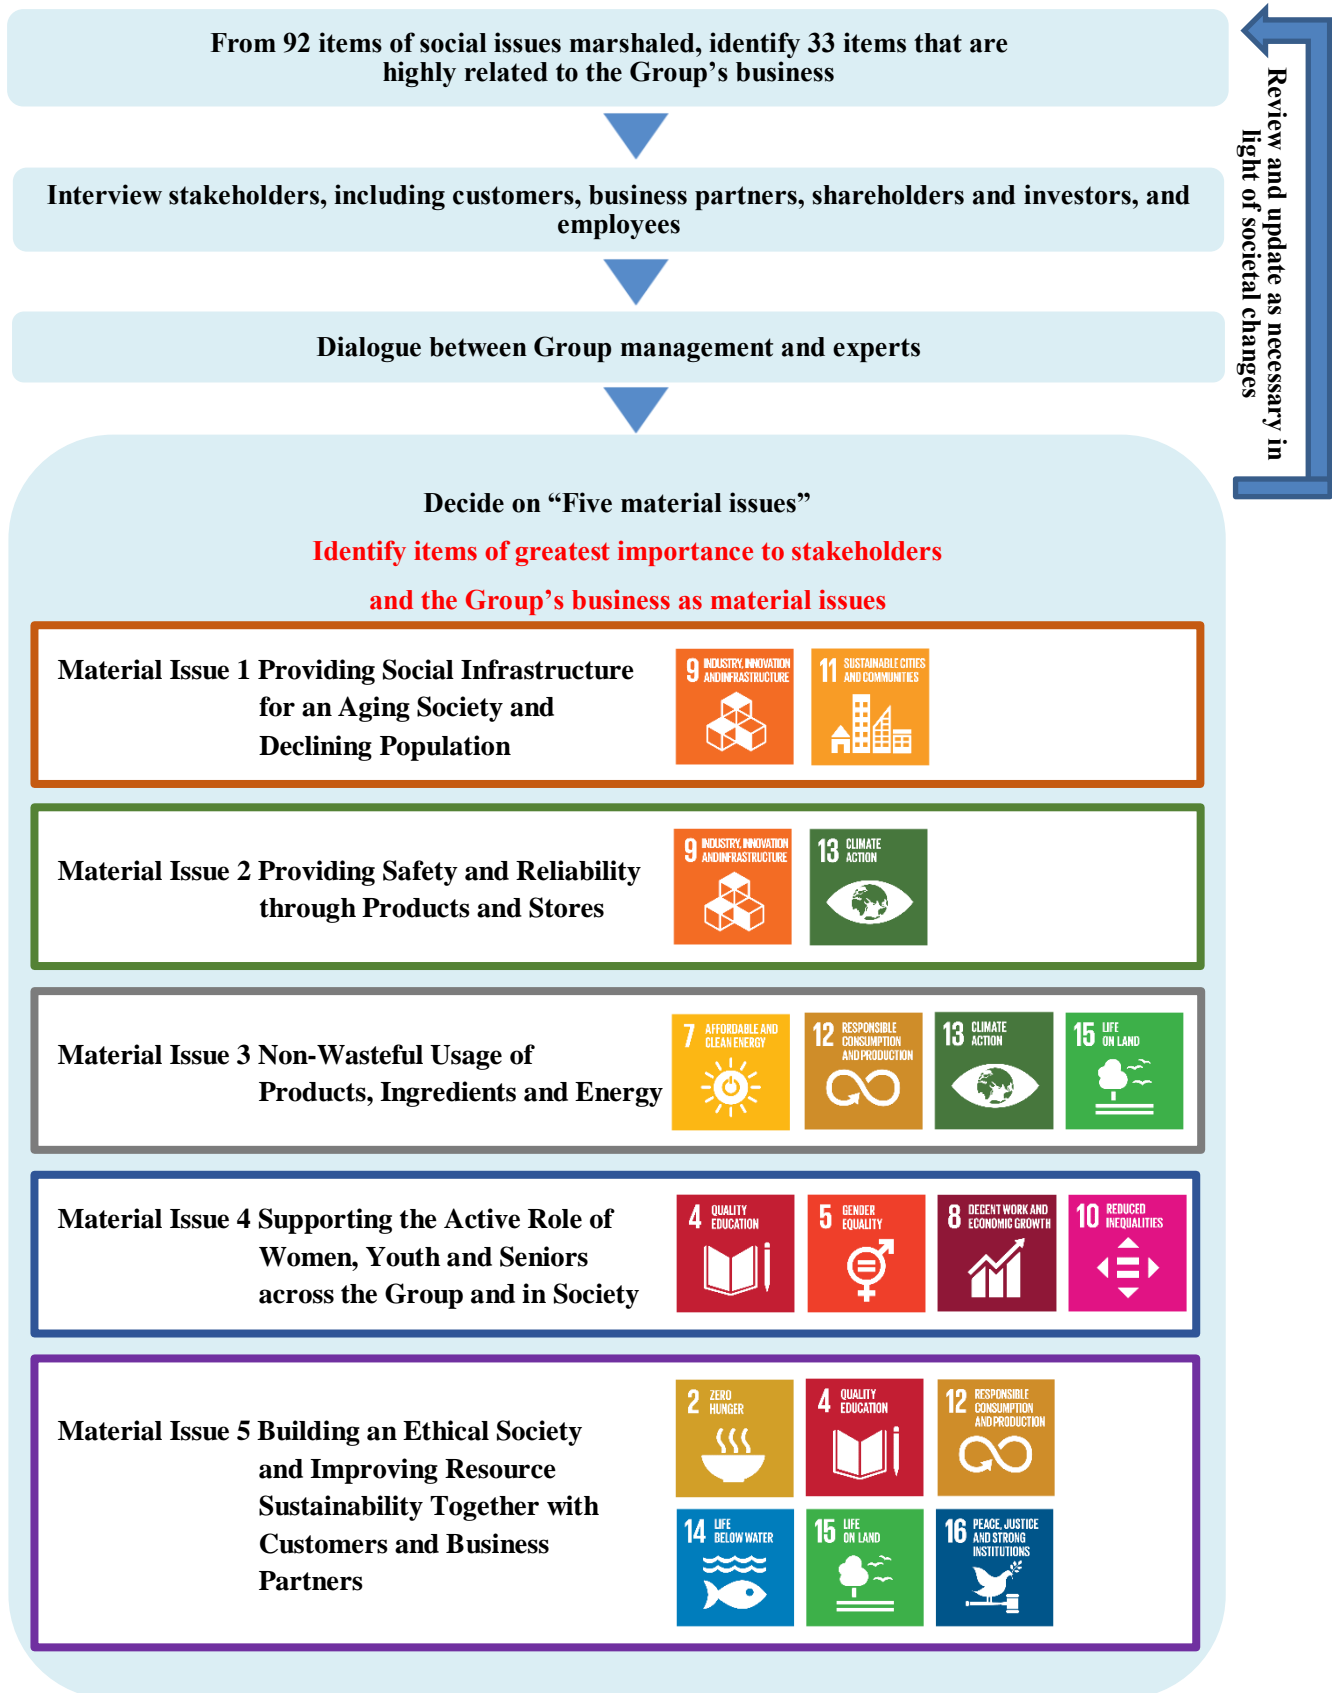 From 92 items of social issues marshaled, identify 33 items that are
highly related to the Group's business
Interview stakeholders, including customers, business partners, shareholders and investors, and
employees
Dialogue between Group management and experts
Review and update as necessary in
light of societal changes
Decide on “Five material issues”
Identify items of greatest importance to stakeholders
and the Group's business as material issues
Material Issue 1 Providing Social Infrastructure
for an Aging Society and
Declining Population
9 INDUSTRY, INNOVATION
AND INFRASTRUCTURE
11 SUSTAINABLE CITIES
AND COMMUNITIES
Material Issue 2 Providing Safety and Reliability
through Products and Stores
9 INDUSTRY, INNOVATION
AND INFRASTRUCTURE
13 CLIMATE
ACTION
Material Issue 3 Non-Wasteful Usage of
Products, Ingredients and Energy
7 AFFORDABLE AND
CLEAN ENERGY
12 RESPONSIBLE
CONSUMPTION
AND PRODUCTION
13 CLIMATE
ACTION
15 LIFE
ON LAND
Material Issue 4 Supporting the Active Role of
Women, Youth and Seniors
across the Group and in Society
4 QUALITY
EDUCATION
5 GENDER
EQUALITY
8 DECENT WORK AND
ECONOMIC GROWTH
10 REDUCED
INEQUALITIES
Material Issue 5 Building an Ethical Society
and Improving Resource
Sustainability Together with
Customers and Business
Partners
2 ZERO
HUNGER
4 QUALITY
EDUCATION
12 RESPONSIBLE
CONSUMPTION
AND PRODUCTION
14 LIFE
BELOW WATER
15 LIFE
ON LAND
16 PEACE, JUSTICE
AND STRONG
INSTITUTIONS